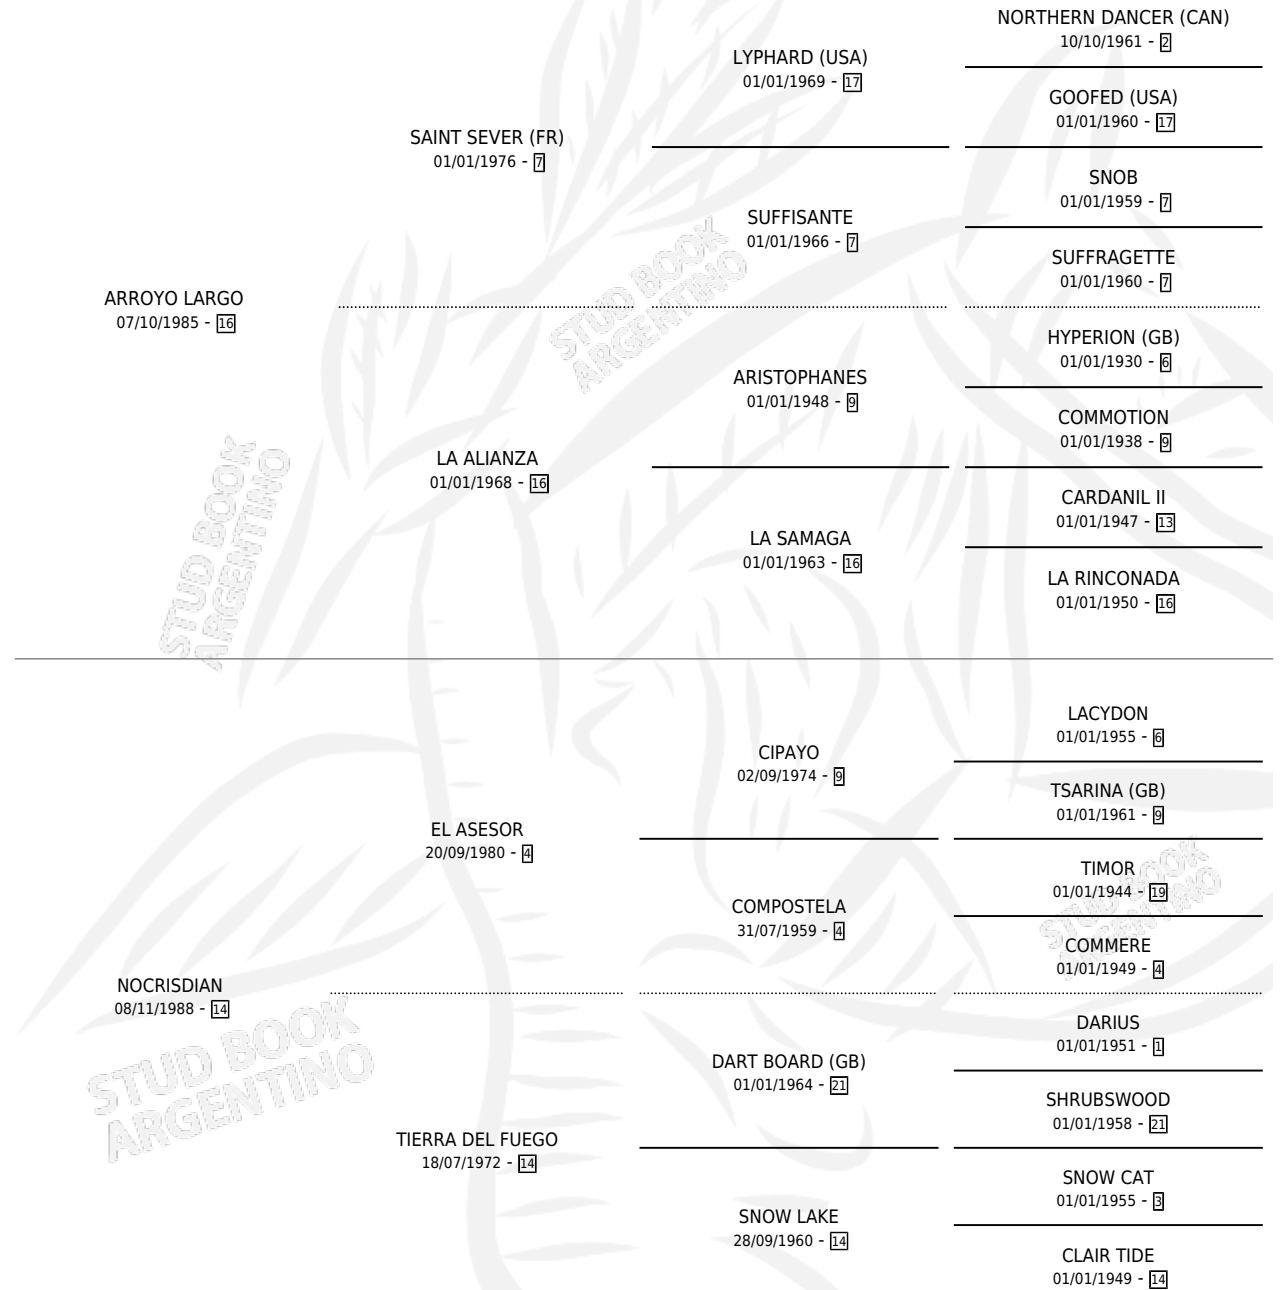 NORTHERN DANCER (CAN)
10/10/1961 - 2
LYPHARD (USA)
01/01/1969 - 17
GOOFED (USA)
01/01/1960 - 17
SAINT SEVER (FR)
01/01/1976 - 7
SNOB
01/01/1959 - 7
SUFFISANTE
01/01/1966 - 7
SUFFRAGETTE
01/01/1960 - 7
ARROYO LARGO
07/10/1985 - 16
HYPERION (GB)
01/01/1930 - 6
ARISTOPHANES
01/01/1948 - 9
COMMOTION
01/01/1938 - 9
LA ALIANZA
01/01/1968 - 16
CARDANIL II
01/01/1947 - 13
LA SAMAGA
01/01/1963 - 16
LA RINCONADA
01/01/1950 - 16
STUD BOOK
ARGENTINO
STUD BOOK
ARGENTINO
LACYDON
01/01/1955 - 6
CIPAYO
02/09/1974 - 9
TSARINA (GB)
01/01/1961 - 9
EL ASESOR
20/09/1980 - 4
TIMOR
01/01/1944 - 19
COMPOSTELA
31/07/1959 - 4
COMMERE
01/01/1949 - 4
NOCRISDIAN
08/11/1988 - 14
DARIUS
01/01/1951 - 1
DART BOARD (GB)
01/01/1964 - 21
SHRUBSWOOD
01/01/1958 - 21
TIERRA DEL FUEGO
18/07/1972 - 14
SNOW CAT
01/01/1955 - 3
SNOW LAKE
28/09/1960 - 14
CLAIR TIDE
01/01/1949 - 14
STUD BOOK
ARGENTINO
STUD BOOK
ARGENTINO